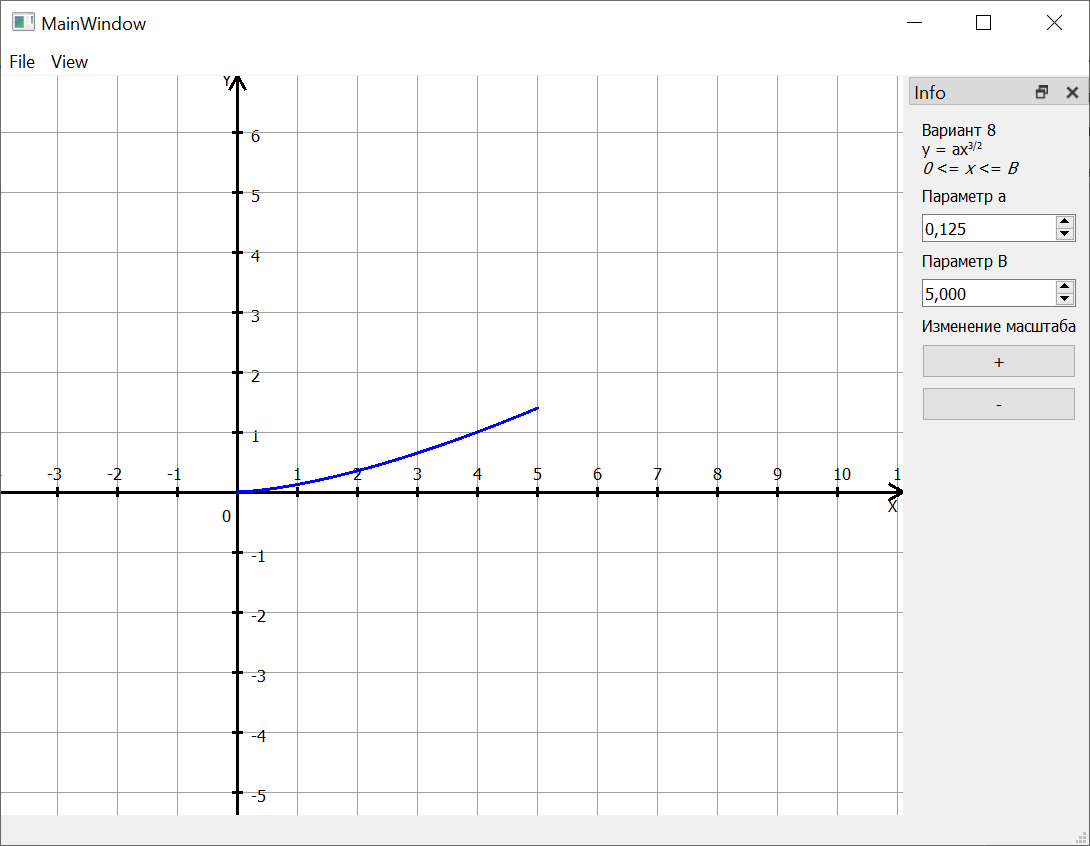 MainWindow
File View
Y
6
5
4
3
2
1
-3 -2 -1 1 2 3 4 5 6 7 8 9 10 1
X
0
-1
-2
-3
-4
-5
Info
Вариант 8
y = ax³/²
0 <= x <= B
Параметр a
0,125
Параметр B
5,000
Изменение масштаба
+
-